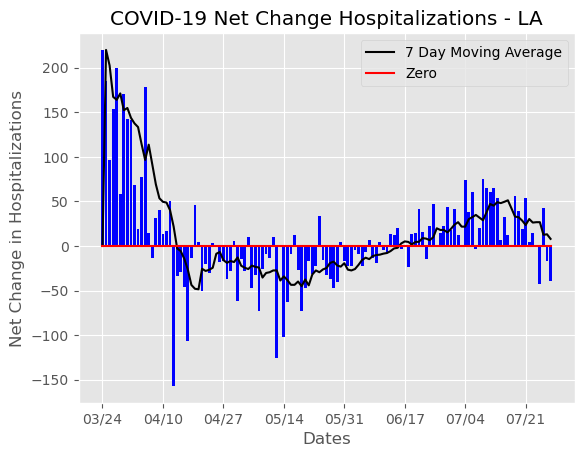 COVID-19 Net Change Hospitalizations - LA
7 Day Moving Average
Zero
Net Change in Hospitalizations
200
150
100
50
0
−50
−100
−150
03/24 04/10 04/27 05/14 05/31 06/17 07/04 07/21
Dates